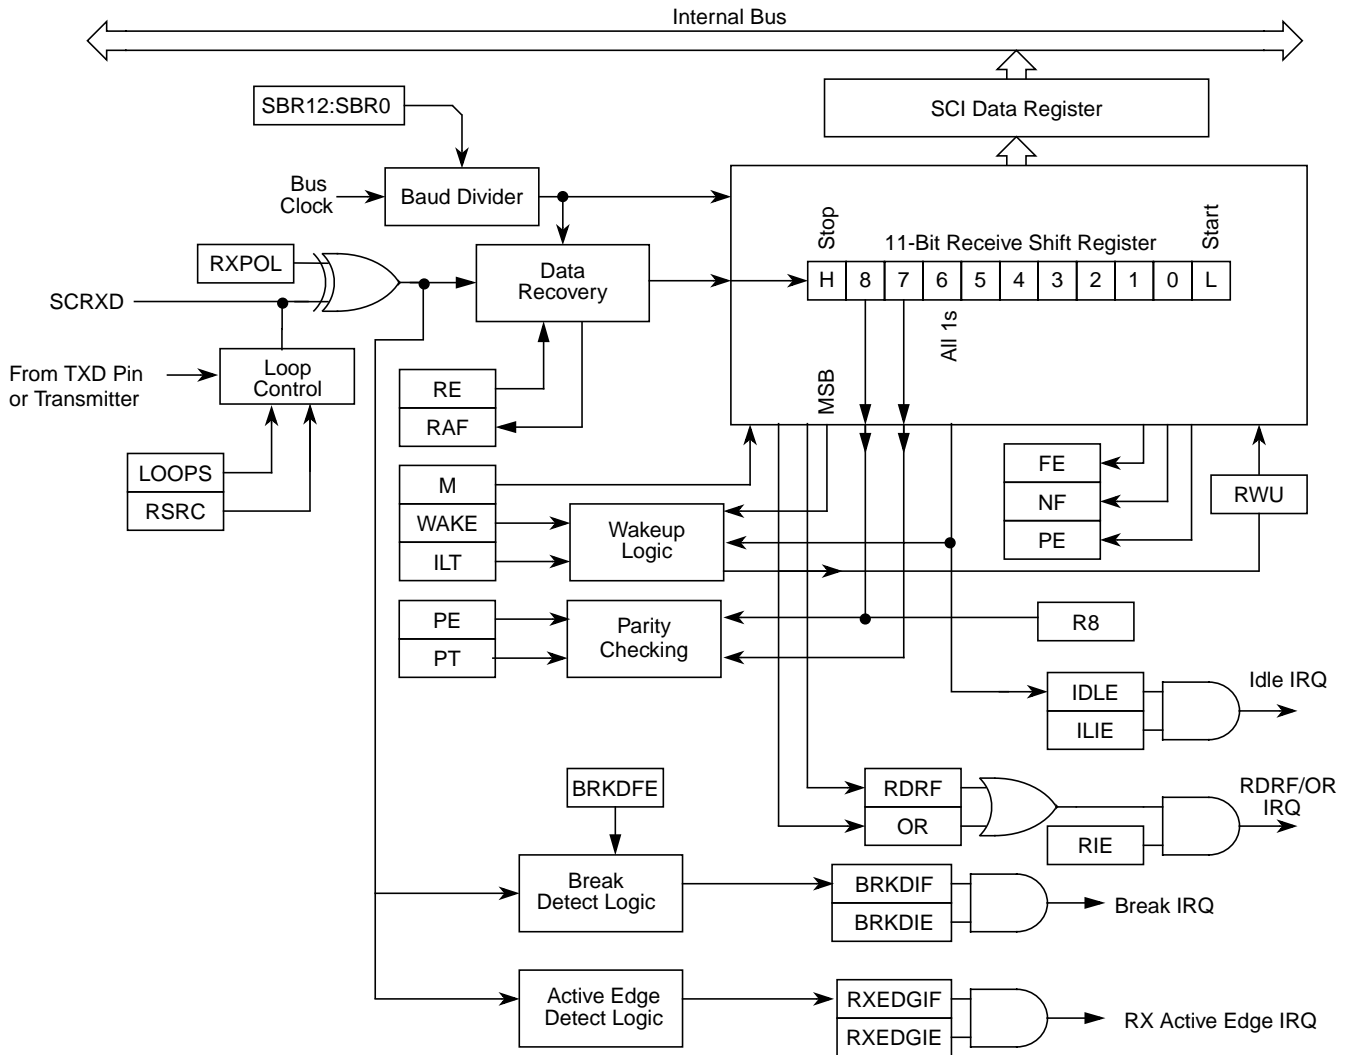 Internal Bus
SBR12:SBR0
SCI Data Register
Bus
Clock
Baud Divider
Stop
11-Bit Receive Shift Register
Start
RXPOL
Data
Recovery
H 8 7 6 5 4 3 2 1 0 L
SCRXD
All 1s
From TXD Pin
or Transmitter
Loop
Control
RE
RAF
MSB
LOOPS
RSRC
M
WAKE
ILT
Wakeup
Logic
FE
NF
PE
RWU
PE
PT
Parity
Checking
R8
IDLE
ILIE
Idle IRQ
BRKDFE
RDRF
OR
RIE
RDRF/OR
IRQ
Break
Detect Logic
BRKDIF
BRKDIE
Break IRQ
Active Edge
Detect Logic
RXEDGIF
RXEDGIE
RX Active Edge IRQ